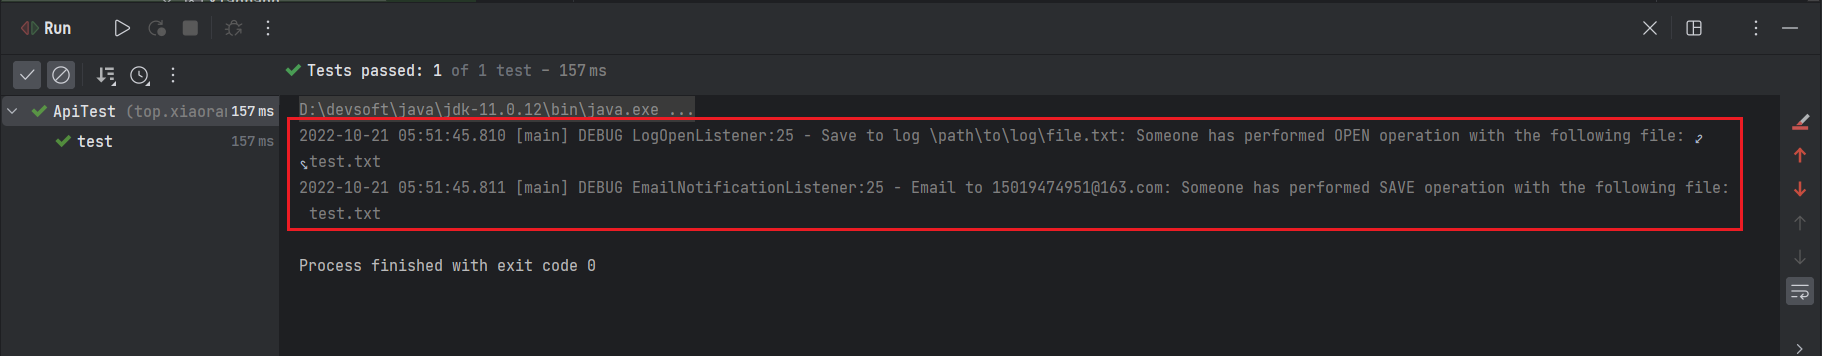 Run
Tests passed: 1 of 1 test – 157 ms
ApiTest (top.xiaorar 157 ms
test 157 ms
D:\devsoft\java\jdk-11.0.12\bin\java.exe ...
2022-10-21 05:51:45.810 [main] DEBUG LogOpenListener:25 - Save to log \path\to\log\file.txt: Someone has performed OPEN operation with the following file:
test.txt
2022-10-21 05:51:45.811 [main] DEBUG EmailNotificationListener:25 - Email to 15019474951@163.com: Someone has performed SAVE operation with the following file:
test.txt
Process finished with exit code 0